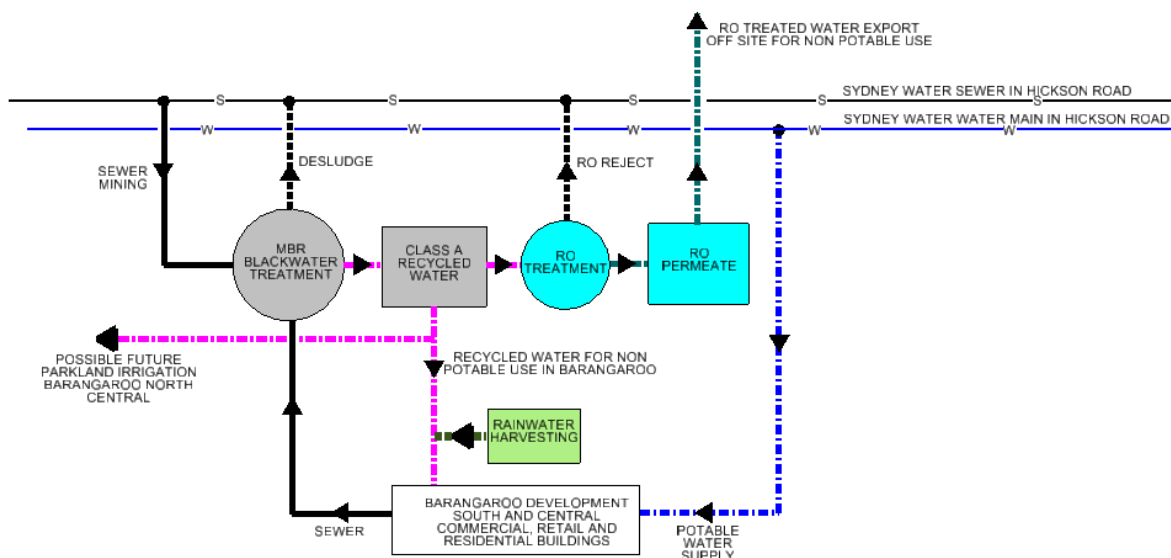 RO TREATED WATER EXPORT
OFF SITE FOR NON POTABLE USE
SYDNEY WATER SEWER IN HICKSON ROAD
S S S S S
SYDNEY WATER WATER MAIN IN HICKSON ROAD
W W W W W
SEWER
MINING
DESLUDGE
RO REJECT
MBR
BLACKWATER
TREATMENT
CLASS A
RECYCLED
WATER
RO
TREATMENT
RO
PERMEATE
POSSIBLE FUTURE
PARKLAND IRRIGATION
BARANGAROO NORTH
CENTRAL
RECYCLED WATER FOR NON
POTABLE USE IN BARANGAROO
RAINWATER
HARVESTING
BARANGAROO DEVELOPMENT
SOUTH AND CENTRAL
COMMERCIAL, RETAIL AND
RESIDENTIAL BUILDINGS
SEWER
POTABLE
WATER
SUPPLY